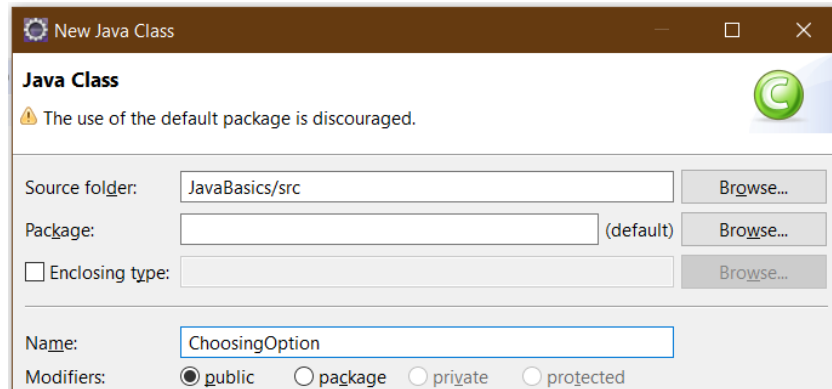 New Java Class
Java Class
The use of the default package is discouraged.
Source folder: JavaBasics/src Browse...
Package: (default) Browse...
Enclosing type: Browse...
Name: ChoosingOption
Modifiers: public package private protected